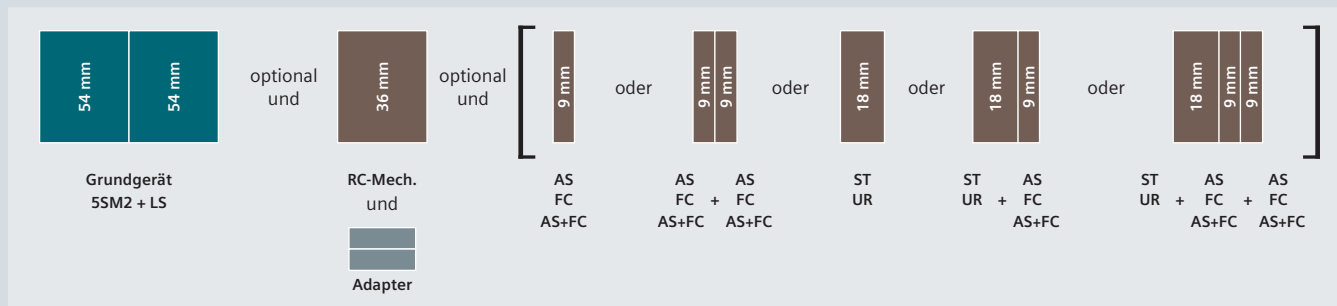 54 mm
54 mm
optional
und
36 mm
optional
und
9 mm
oder
9 mm
9 mm
oder
18 mm
oder
18 mm
9 mm
oder
18 mm
9 mm
9 mm
Grundgerät
5SM2 + LS
RC-Mech.
und
Adapter
AS
FC
AS+FC
AS AS
FC + FC
AS+FC AS+FC
ST
UR
ST AS
UR + FC
AS+FC
ST AS AS
UR + FC + FC
AS+FC AS+FC